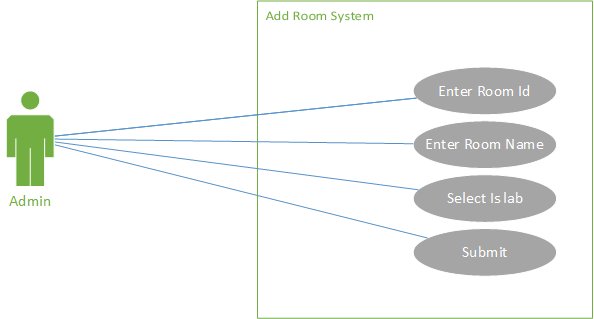 Add Room System
Enter Room Id
Enter Room Name
Select Is lab
Submit
Admin